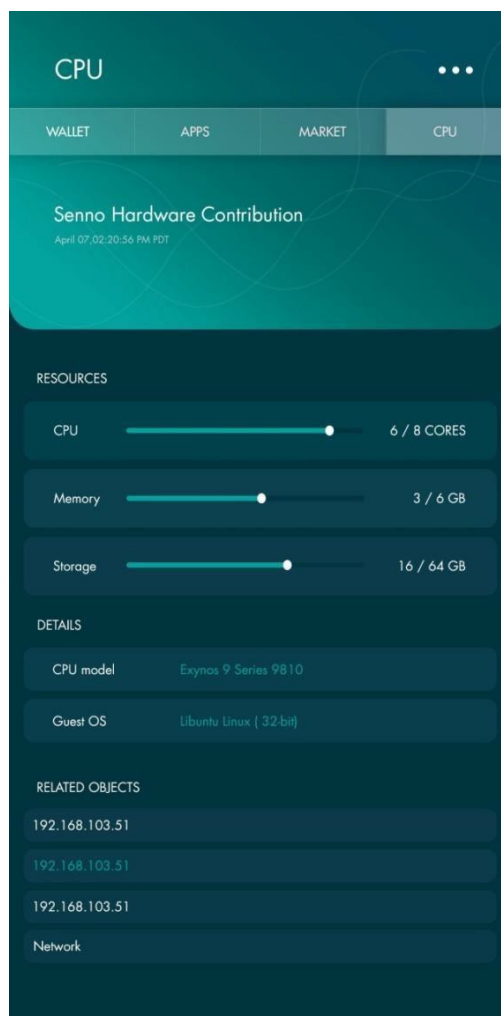 CPU
WALLET APPS MARKET CPU
Senno Hardware Contribution
April 07,02:20:56 PM PDT
RESOURCES
CPU 6 / 8 CORES
Memory 3 / 6 GB
Storage 16 / 64 GB
DETAILS
CPU model Exynos 9 Series 9810
Guest OS Libuntu Linux ( 32-bit)
RELATED OBJECTS
192.168.103.51
192.168.103.51
192.168.103.51
Network